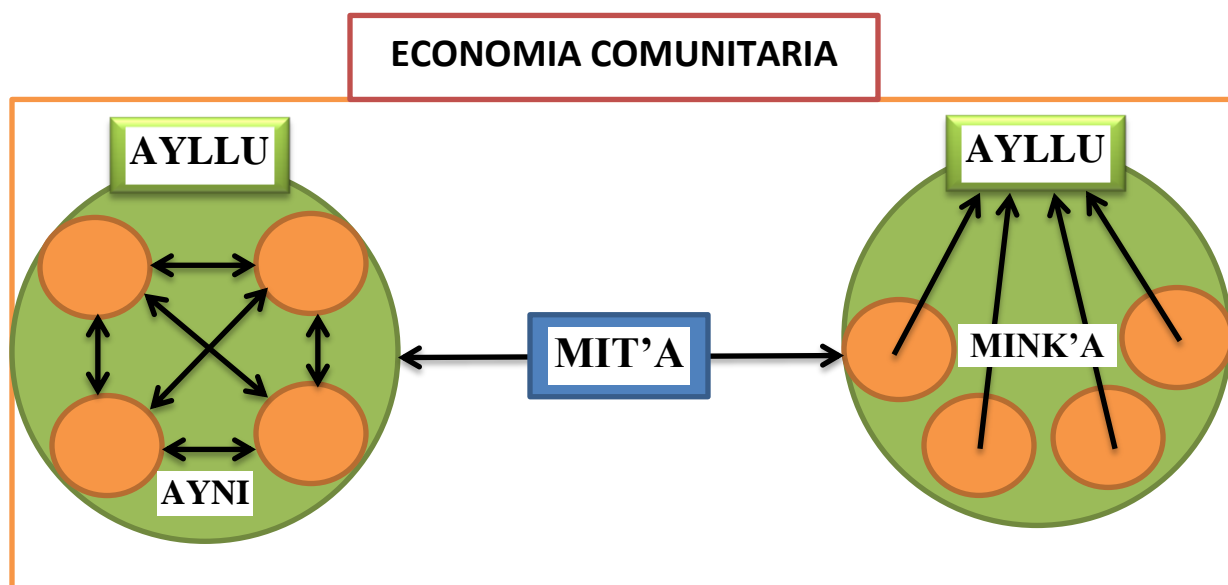 ECONOMIA COMUNITARIA
AYLLU
AYLLU
MIT’A
MINK’A
AYNI